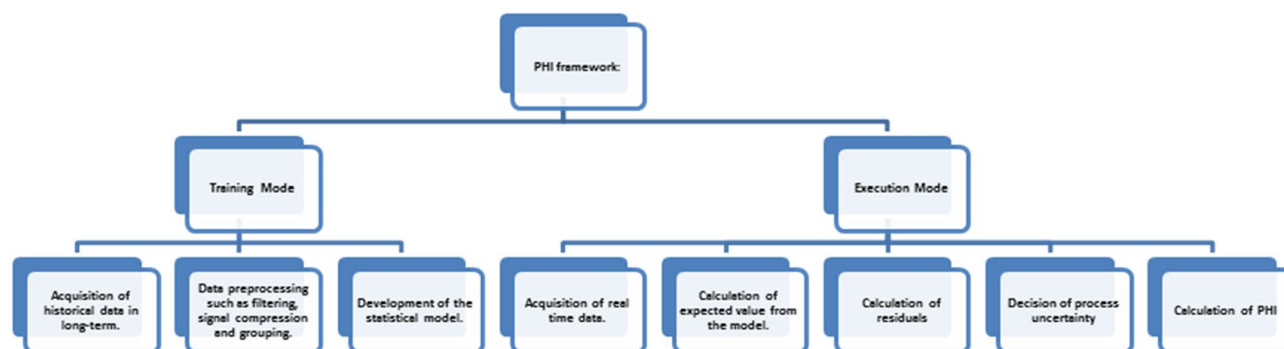 PHI framework:
Training Mode
Execution Mode
Acquisition of
historical data in
long-term.
Data preprocessing
such as filtering,
signal compression
and grouping.
Development of the
statistical model.
Acquisition of real
time data.
Calculation of
expected value from
the model.
Calculation of
residuals
Decision of process
uncertainty
Calculation of PHI